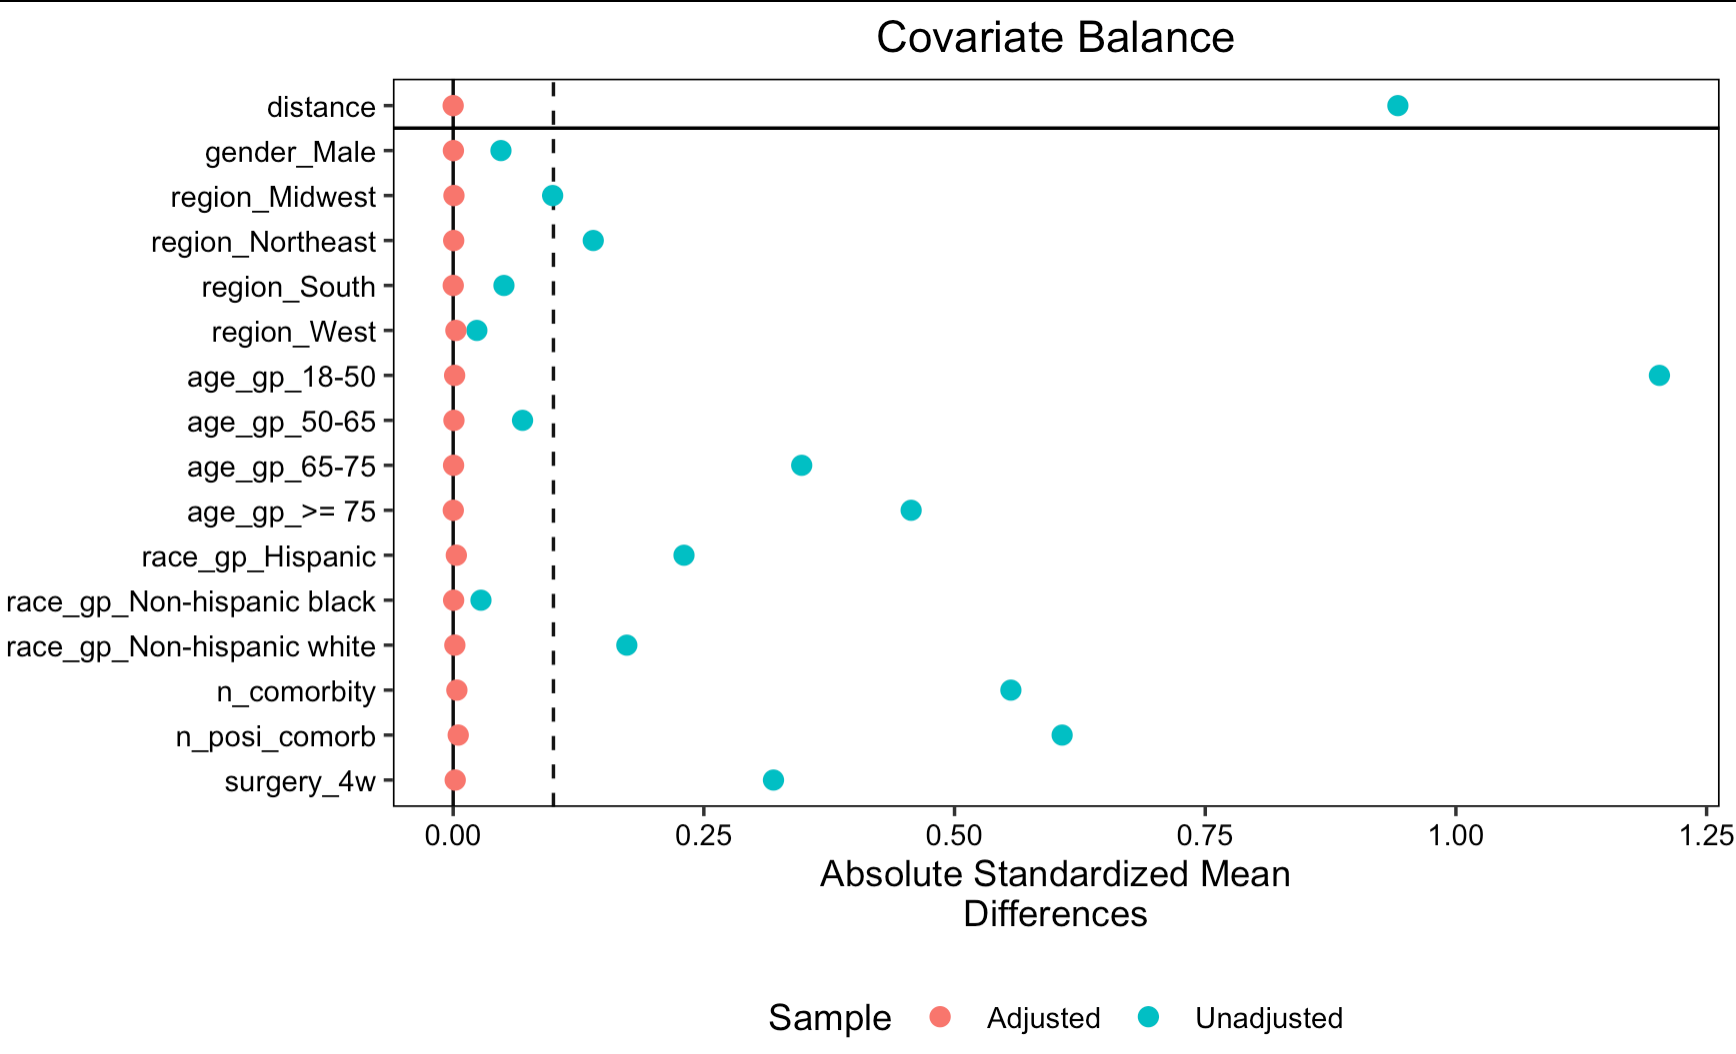 Covariate Balance
distance
gender_Male
region_Midwest
region_Northeast
region_South
region_West
age_gp_18-50
age_gp_50-65
age_gp_65-75
age_gp_>= 75
race_gp_Hispanic
race_gp_Non-hispanic black
race_gp_Non-hispanic white
n_comorbity
n_posi_comorb
surgery_4w
0.00 0.25 0.50 0.75 1.00 1.25
Absolute Standardized Mean
Differences
Sample Adjusted Unadjusted